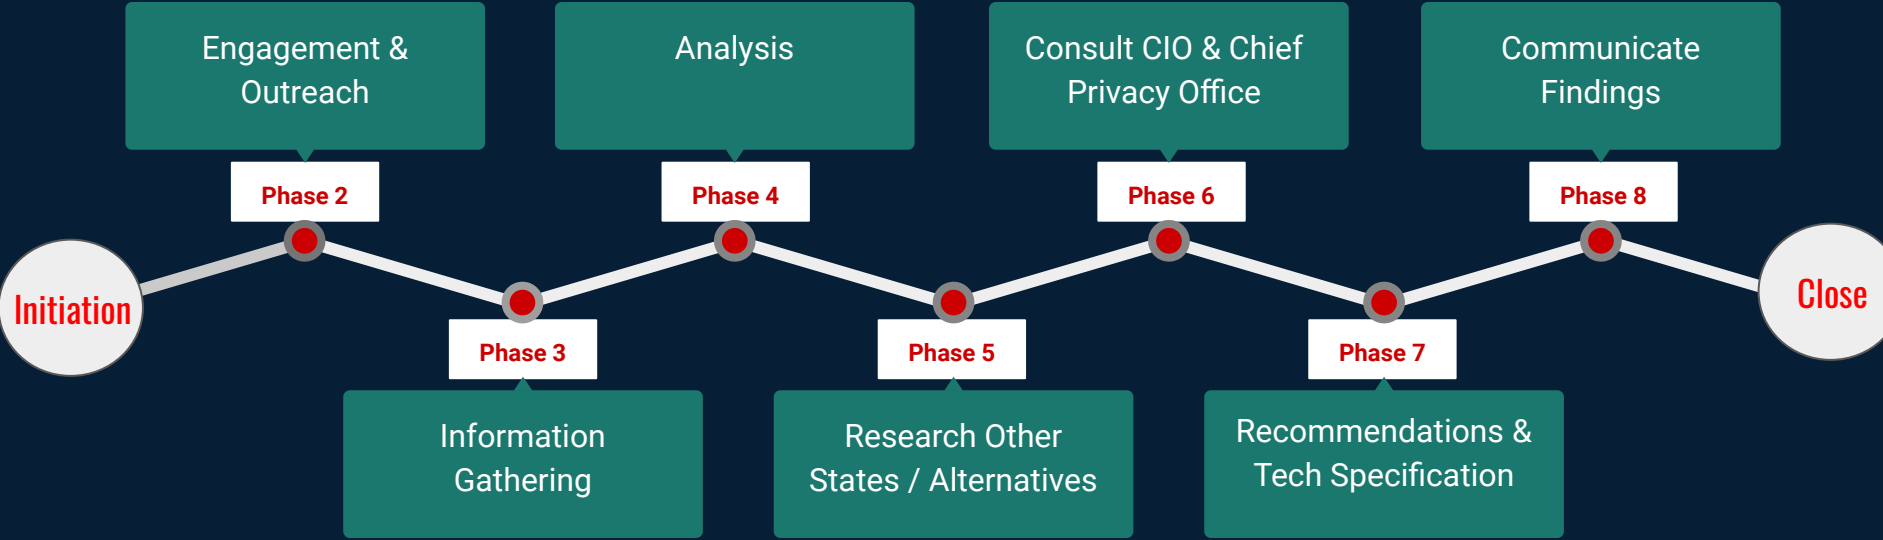 Engagement &
Outreach
Analysis
Consult CIO & Chief
Privacy Office
Communicate
Findings
Phase 2
Phase 4
Phase 6
Phase 8
Initiation
Close
Phase 3
Phase 5
Phase 7
Information
Gathering
Research Other
States / Alternatives
Recommendations &
Tech Specification